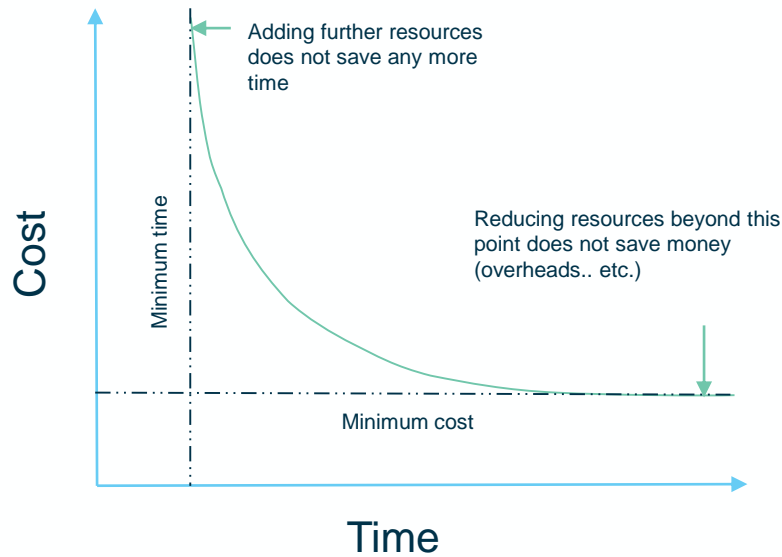 Adding further resources
does not save any more
time
Cost
Minimum time
Reducing resources beyond this
point does not save money
(overheads.. etc.)
Minimum cost
Time